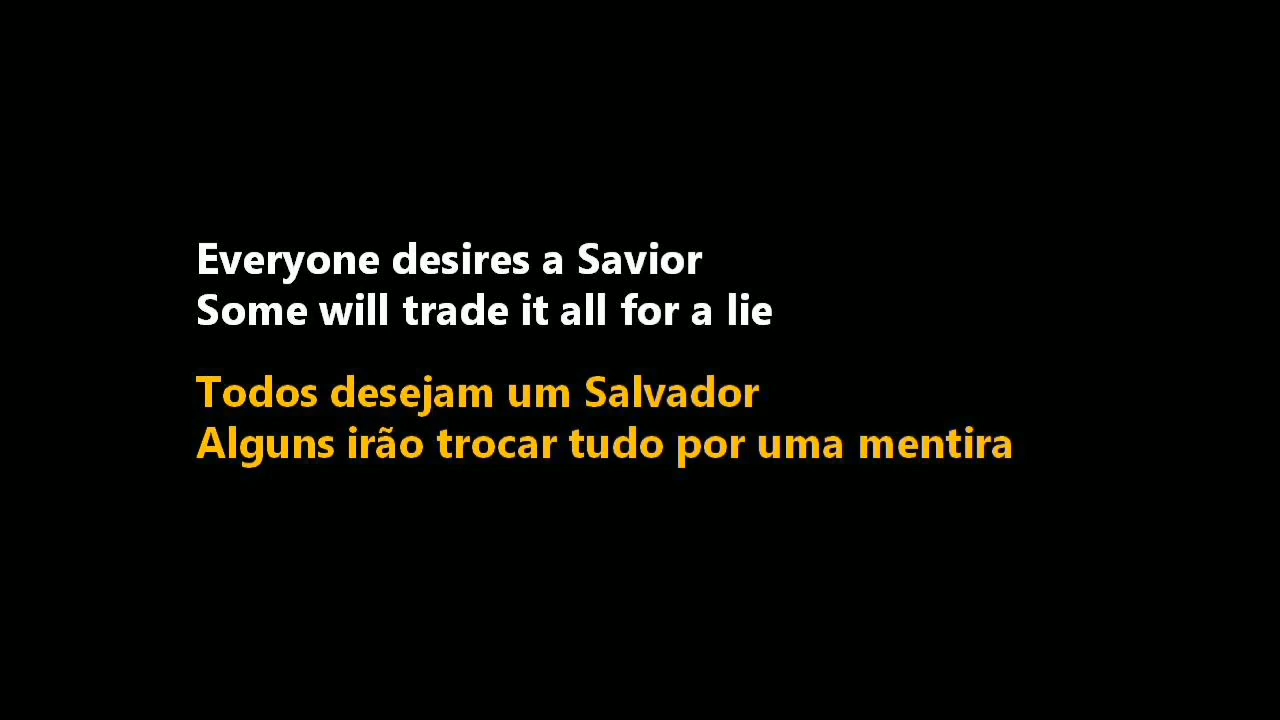 Everyone desires a Savior
Some will trade it all for a lie
Todos desejam um Salvador
Alguns irão trocar tudo por uma mentira